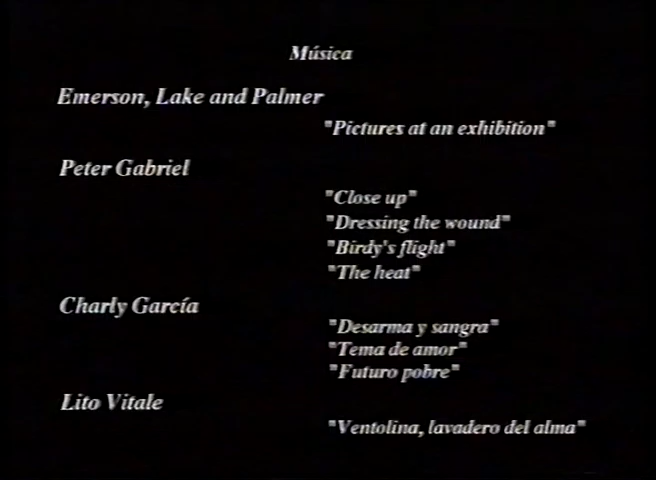 Música
Emerson, Lake and Palmer
"Pictures at an exhibition"
Peter Gabriel
"Close up"
"Dressing the wound"
"Birdy's flight"
"The heat"
Charly García
"Desarma y sangra"
"Tema de amor"
"Futuro pobre"
Lito Vitale
"Ventolina, lavadero del alma"